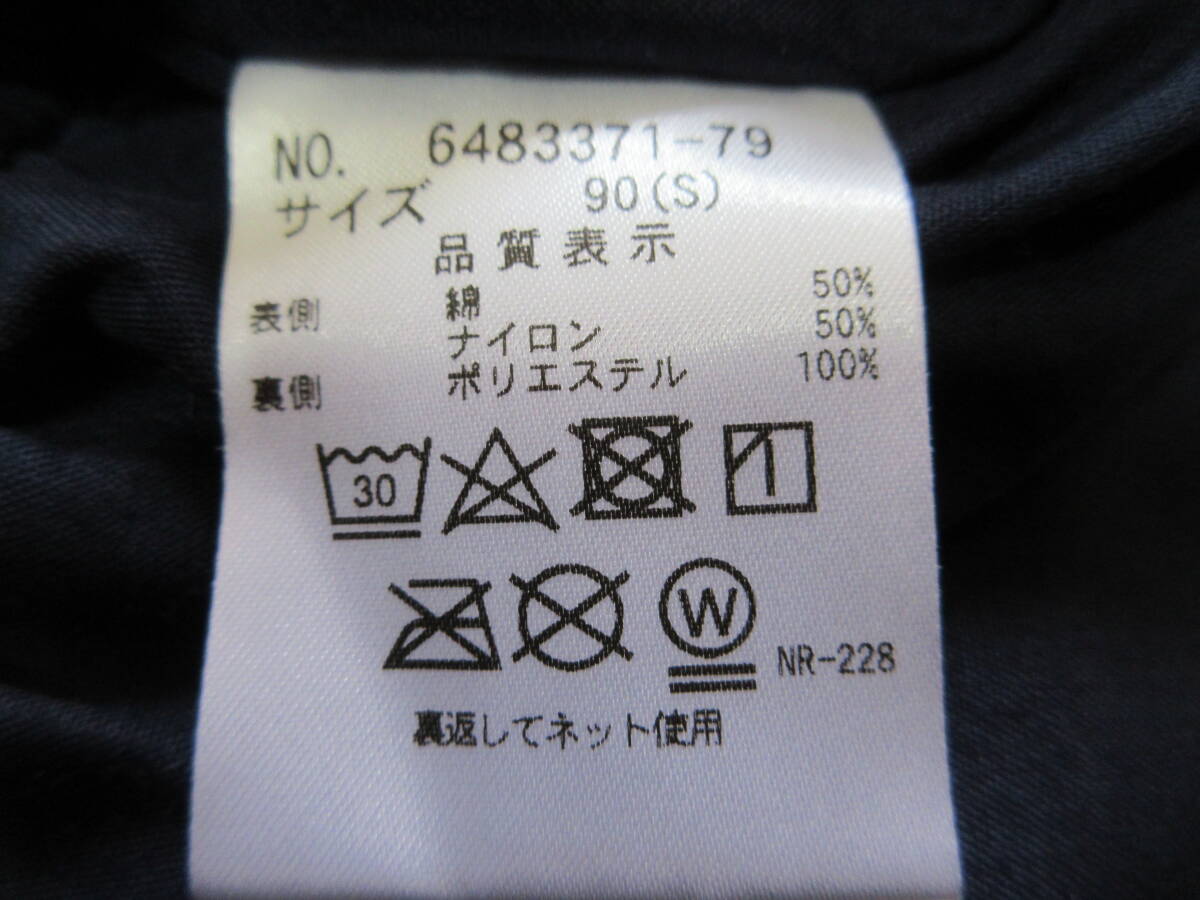 NO. 6483371-79
サイズ 90(S)
品質表示
表側 綿 50%
ナイロン 50%
裏側 ポリエステル 100%
30
W
NR-228
裏返してネット使用